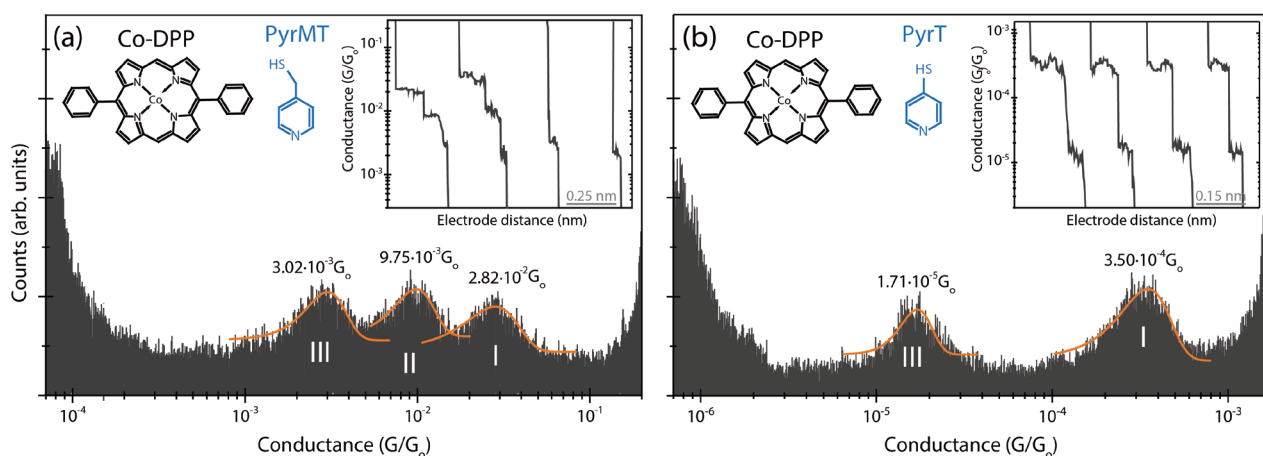 (a)
Co-DPP
PyrMT
HS
N
N N
Co
N N
Conductance (G/G₀)
10⁻¹
10⁻²
10⁻³
0.25 nm
Electrode distance (nm)
Counts (arb. units)
3.02·10⁻³G₀
9.75·10⁻³G₀
2.82·10⁻²G₀
III
II
I
10⁻⁴
10⁻³
10⁻²
10⁻¹
Conductance (G/G₀)
(b)
Co-DPP
PyrT
HS
N
N N
Co
N N
Conductance (G/G₀)
10⁻³
10⁻⁴
10⁻⁵
0.15 nm
Electrode distance (nm)
1.71·10⁻⁵G₀
3.50·10⁻⁴G₀
III
I
10⁻⁶
10⁻⁵
10⁻⁴
10⁻³
Conductance (G/G₀)